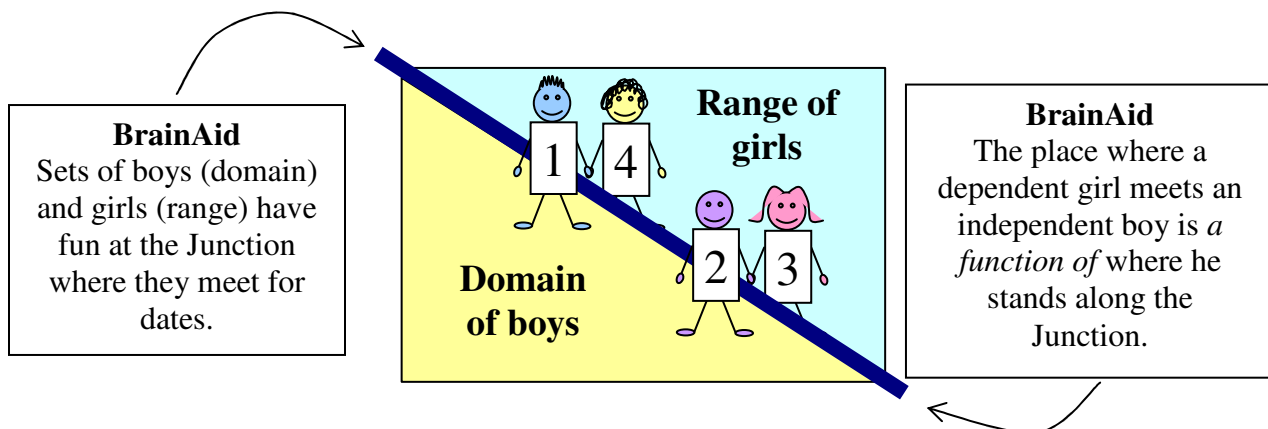 BrainAid
Sets of boys (domain)
and girls (range) have
fun at the Junction
where they meet for
dates.
1
4
Range of
girls
2
3
Domain
of boys
BrainAid
The place where a
dependent girl meets an
independent boy is a
function of where he
stands along the
Junction.